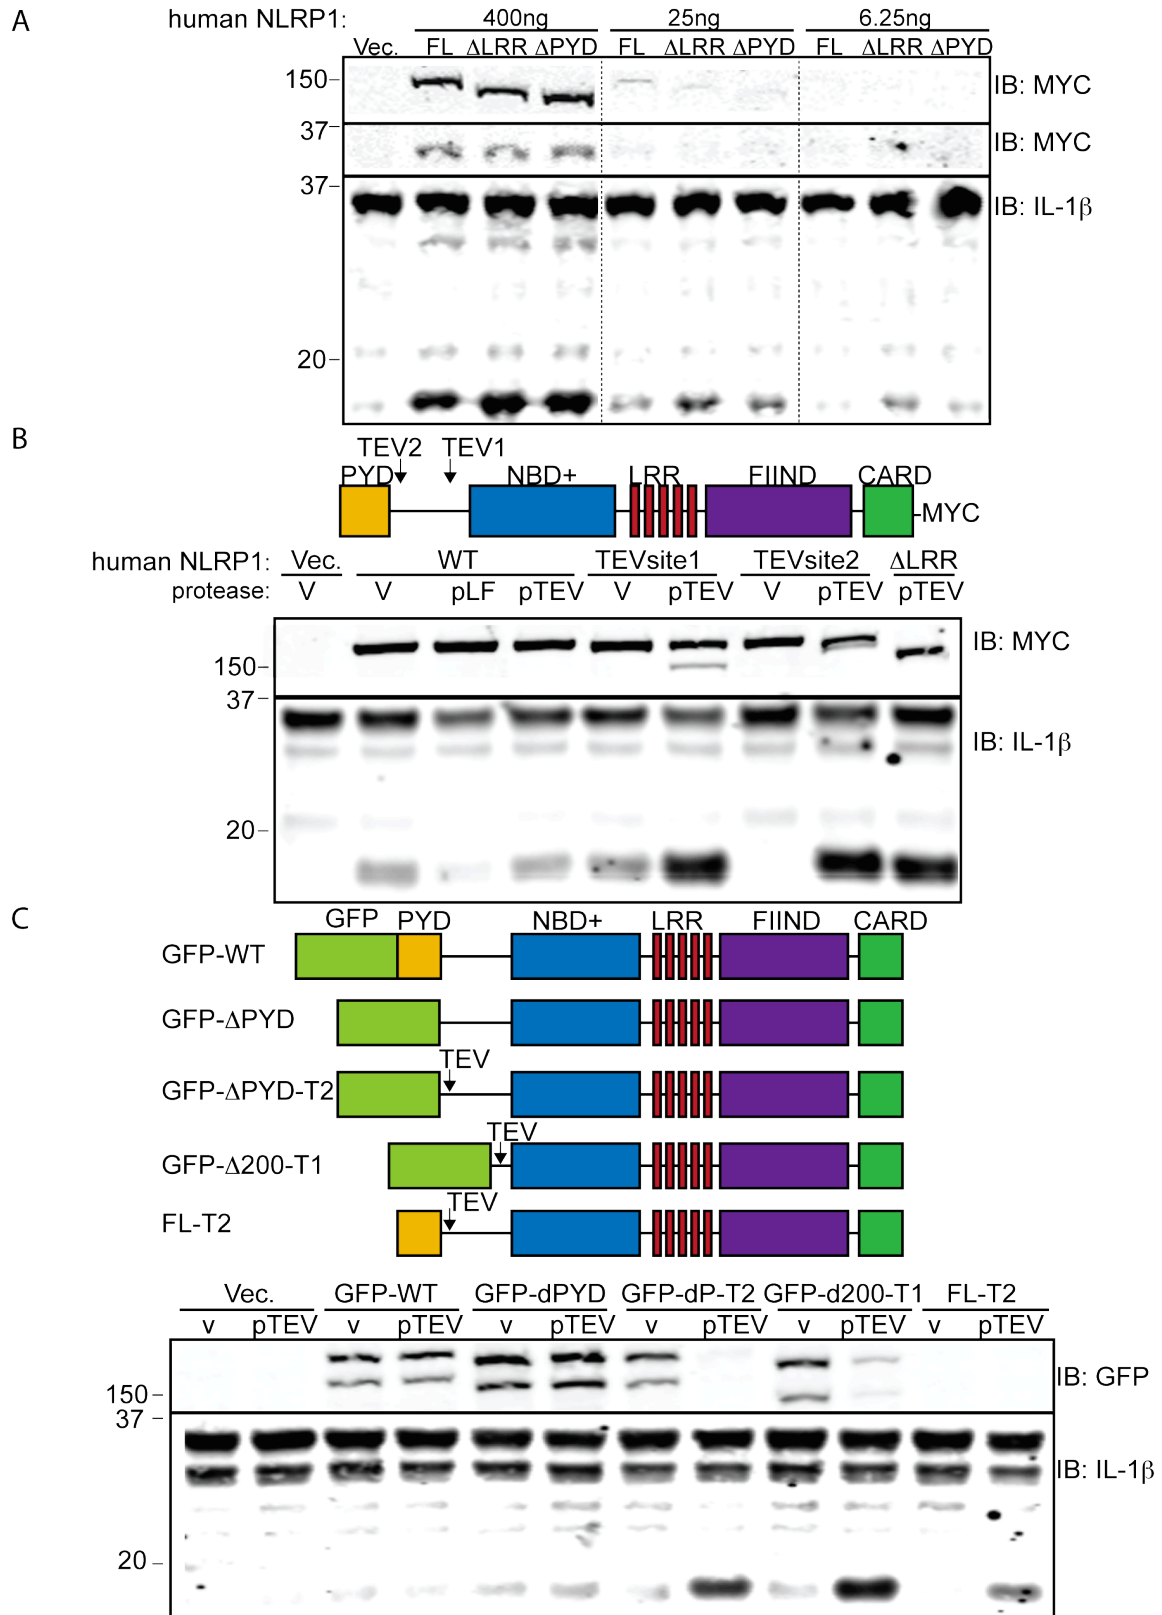 A
human NLRP1: 400ng 25ng 6.25ng
Vec. FL ΔLRR ΔPYD FL ΔLRR ΔPYD FL ΔLRR ΔPYD
150 IB: MYC
37 IB: MYC
37 IB: IL-1β
20
B
TEV2 TEV1
PYD NBD+ LRR FIIND CARD
-MYC
human NLRP1: Vec. WT TEVsite1 TEVsite2 ΔLRR
protease: V V pLF pTEV V pTEV V pTEV pTEV
IB: MYC
150
37
IB: IL-1β
20
C
GFP PYD NBD+ LRR FIIND CARD
GFP-WT
GFP-ΔPYD
TEV
GFP-ΔPYD-T2
TEV
GFP-Δ200-T1
TEV
FL-T2
Vec. GFP-WT GFP-dPYD GFP-dP-T2 GFP-d200-T1 FL-T2
v pTEV v pTEV v pTEV v pTEV v pTEV v pTEV
IB: GFP
150
37
IB: IL-1β
20